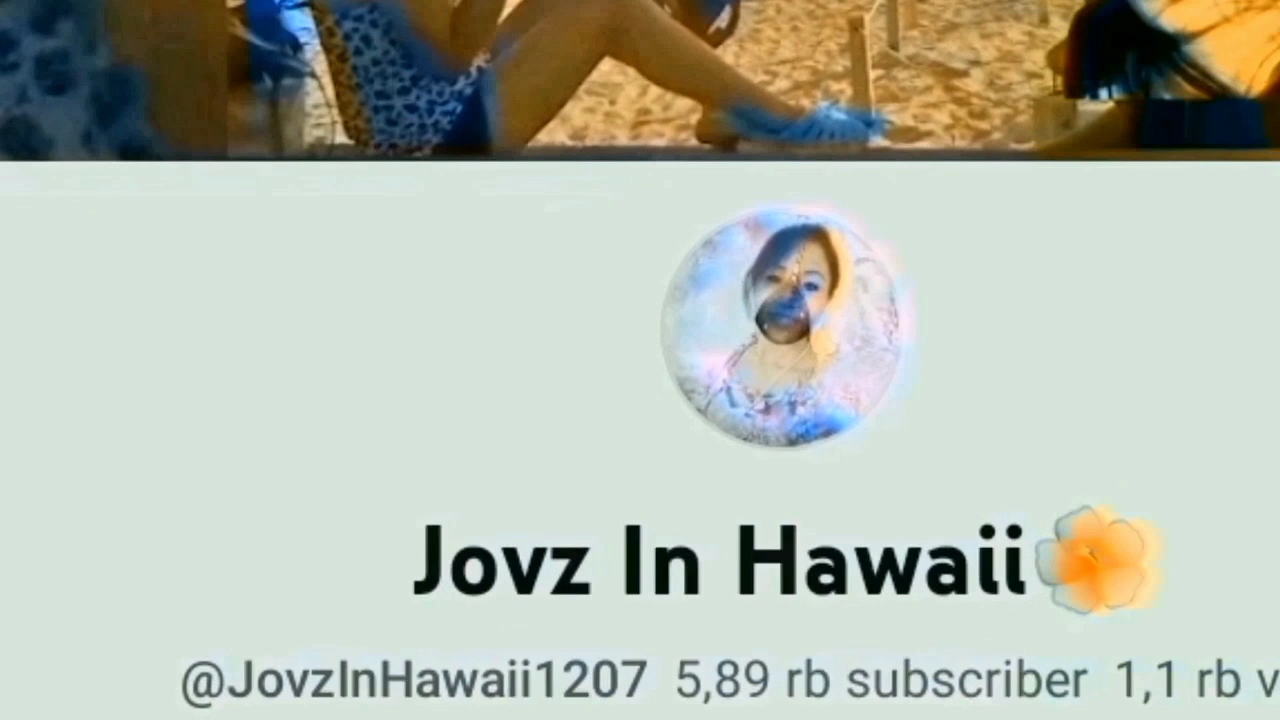 Jovz In Hawaii🌼
@JovzInHawaii1207 5,89 rb subscriber 1,1 rb v